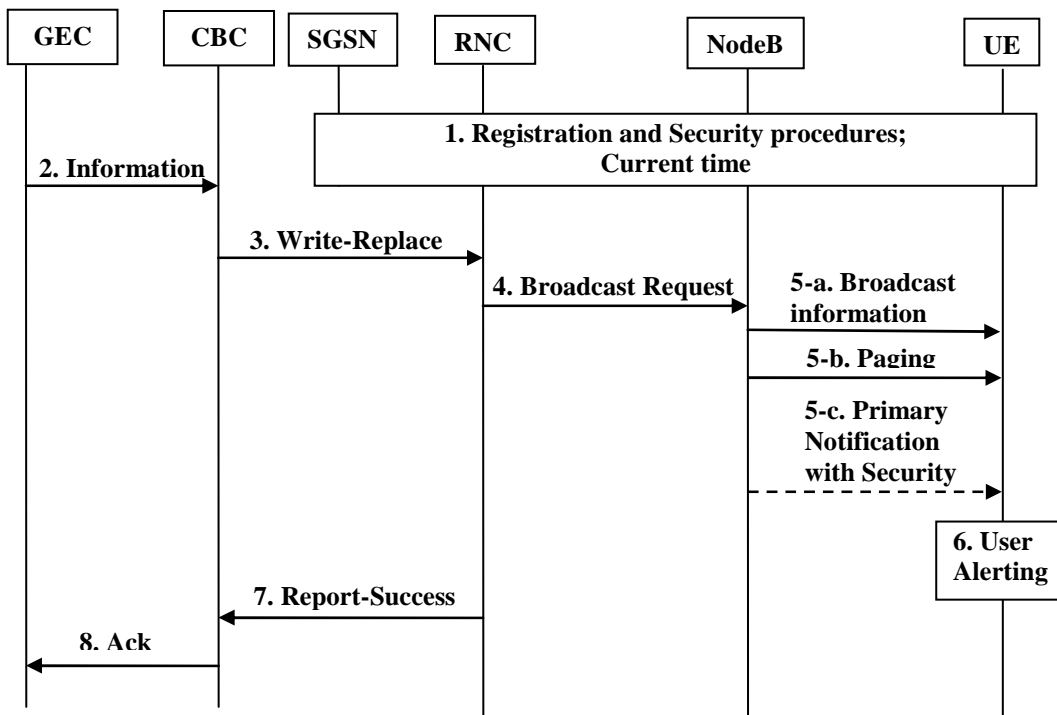 GEC
CBC
SGSN
RNC
NodeB
UE
1. Registration and Security procedures;
Current time
2. Information
3. Write-Replace
4. Broadcast Request
5-a. Broadcast
information
5-b. Paging
5-c. Primary
Notification
with Security
6. User
Alerting
7. Report-Success
8. Ack